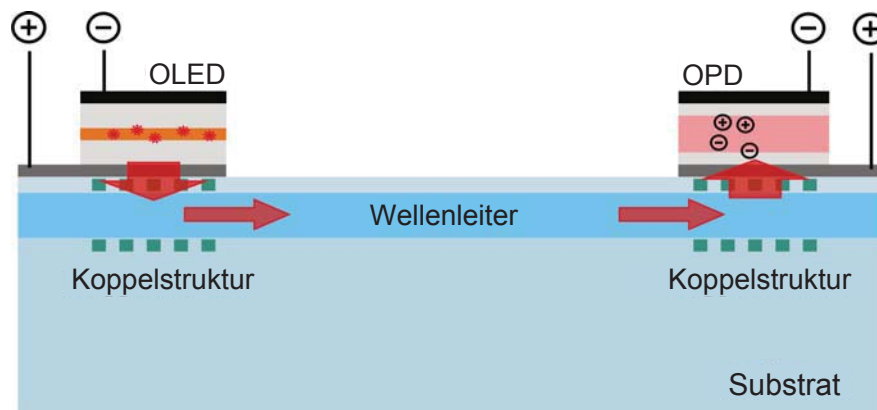 + − − +
OLED OPD
+ +
− −
Wellenleiter
Koppelstruktur Koppelstruktur
Substrat